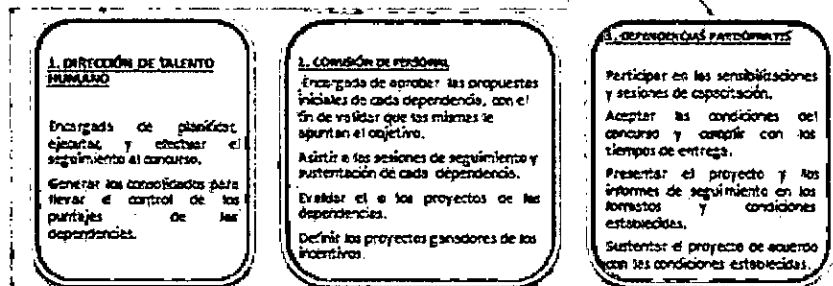 1. DIRECCIÓN DE TALENTO
HUMANO
Encargada de planificar,
ejecutar, y efectuar el
seguimiento al concurso.
Generar los consolidados para
llevar el control de los
puntajes de las
dependencias.
2. COMISIÓN DE PERSONAL
Encargada de aprobar las propuestas
iniciales de cada dependencia, con el
fin de validar que las mismas le
apuntan el objetivo.
Asistir a las sesiones de seguimiento y
sustentación de cada dependencia.
Evaluar el o los proyectos de las
dependencias.
Definir los proyectos ganadores de los
incentivos.
3. DEPENDENCIAS PARTICIPANTES
Participar en las sensibilizaciones
y sesiones de capacitación.
Aceptar las condiciones del
concurso y cumplir con los
tiempos de entrega.
Presentar el proyecto y los
informes de seguimiento en los
formatos y condiciones
establecidas.
Sustentar el proyecto de acuerdo
con las condiciones establecidas.